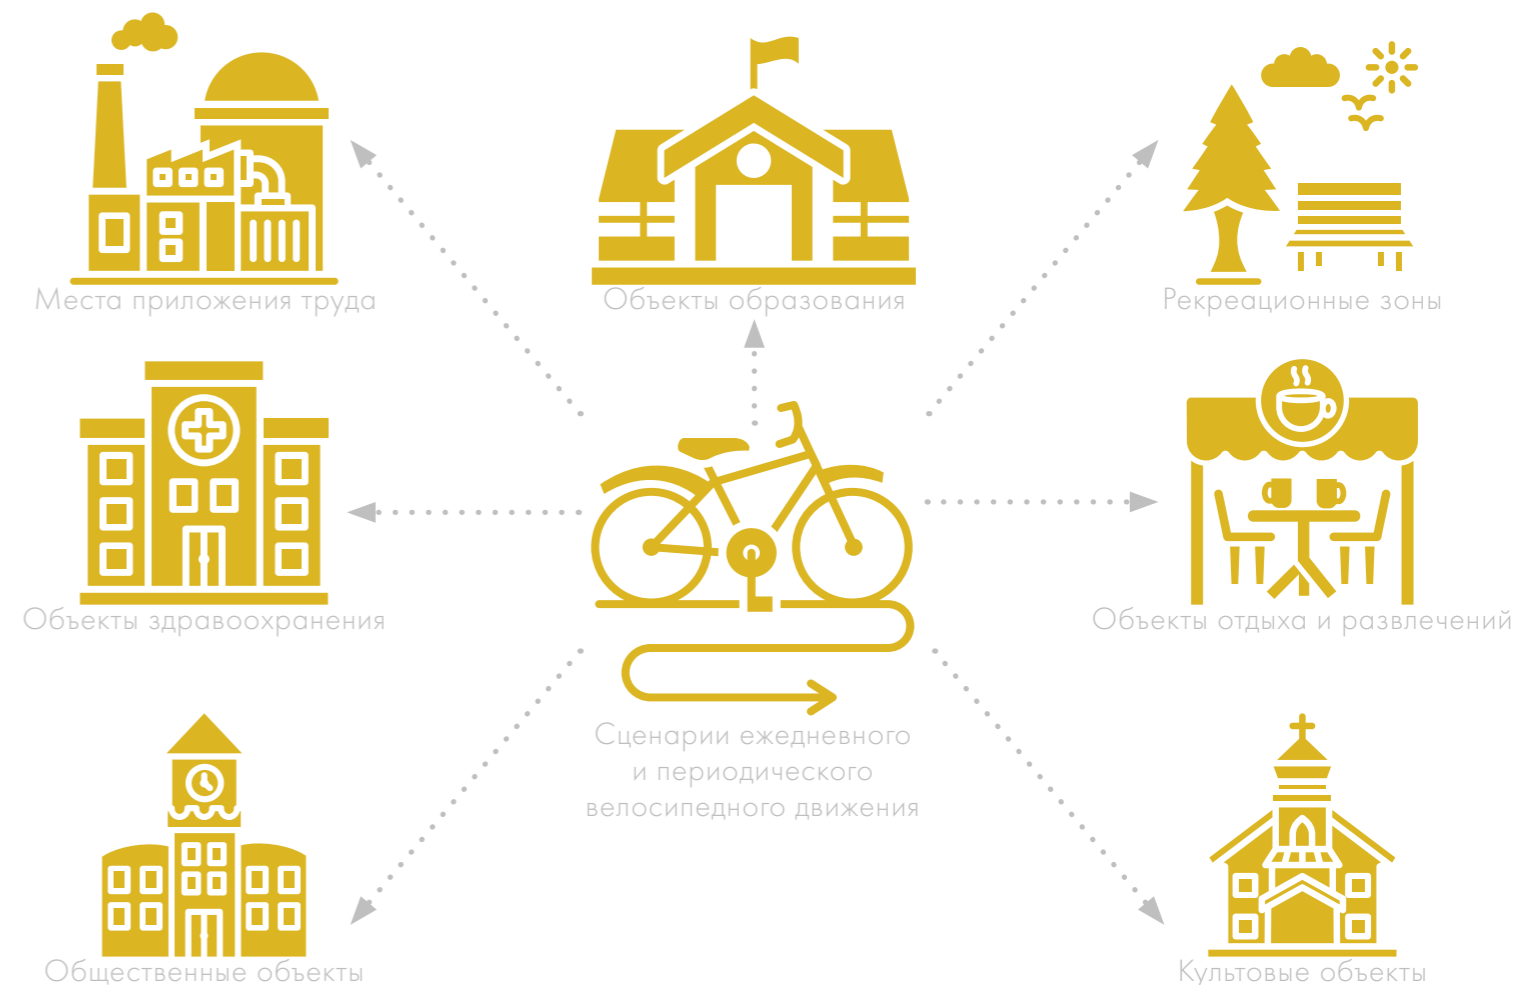 Места приложения труда
Объекты образования
Рекреационные зоны
Объекты здравоохранения
Объекты отдыха и развлечений
Сценарии ежедневного
и периодического
велосипедного движения
Общественные объекты
Культовые объекты